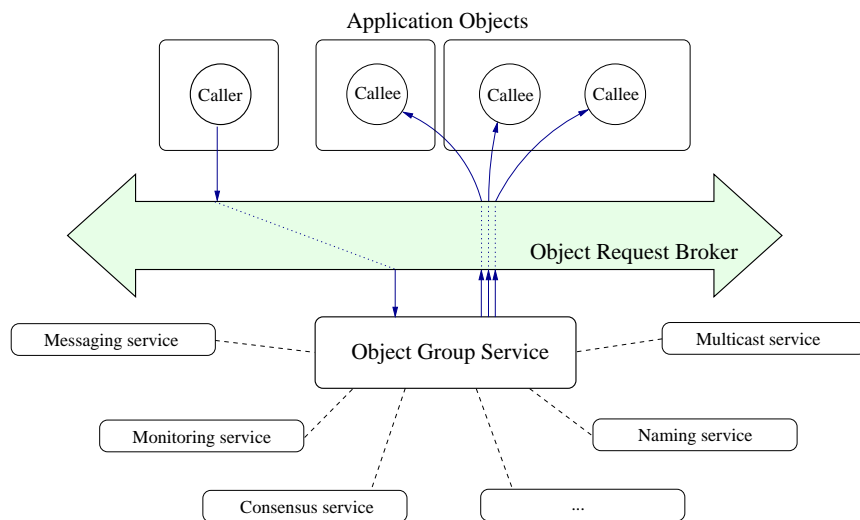 Application Objects
Caller
Callee
Callee
Callee
Object Request Broker
Messaging service
Object Group Service
Multicast service
Monitoring service
Naming service
Consensus service
...